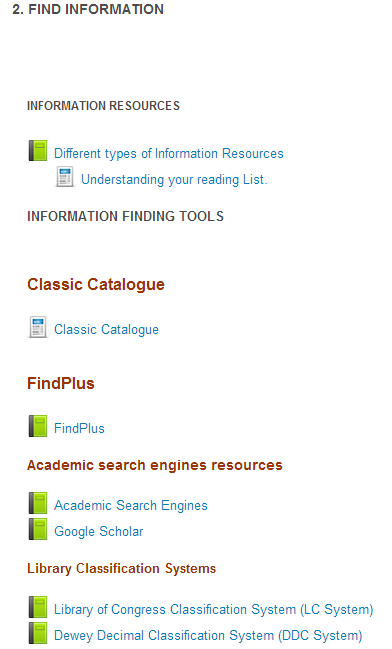 2. FIND INFORMATION
INFORMATION RESOURCES
Different types of Information Resources
Understanding your reading List.
INFORMATION FINDING TOOLS
Classic Catalogue
Classic Catalogue
FindPlus
FindPlus
Academic search engines resources
Academic Search Engines
Google Scholar
Library Classification Systems
Library of Congress Classification System (LC System)
Dewey Decimal Classification System (DDC System)